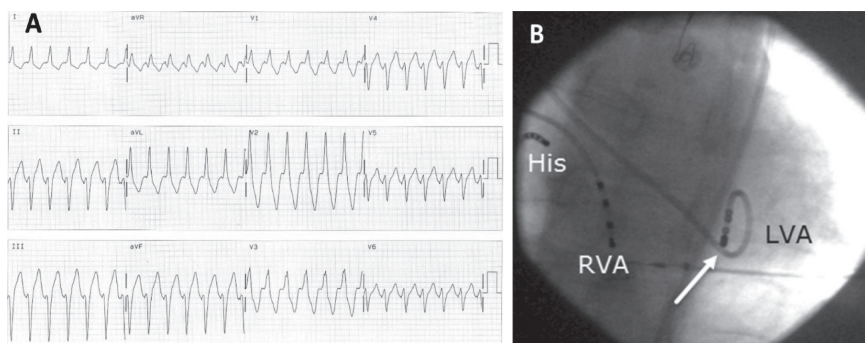 A
I aVR V1 V4
II aVL V2 V5
III aVF V3 V6
B
His
RVA
LVA